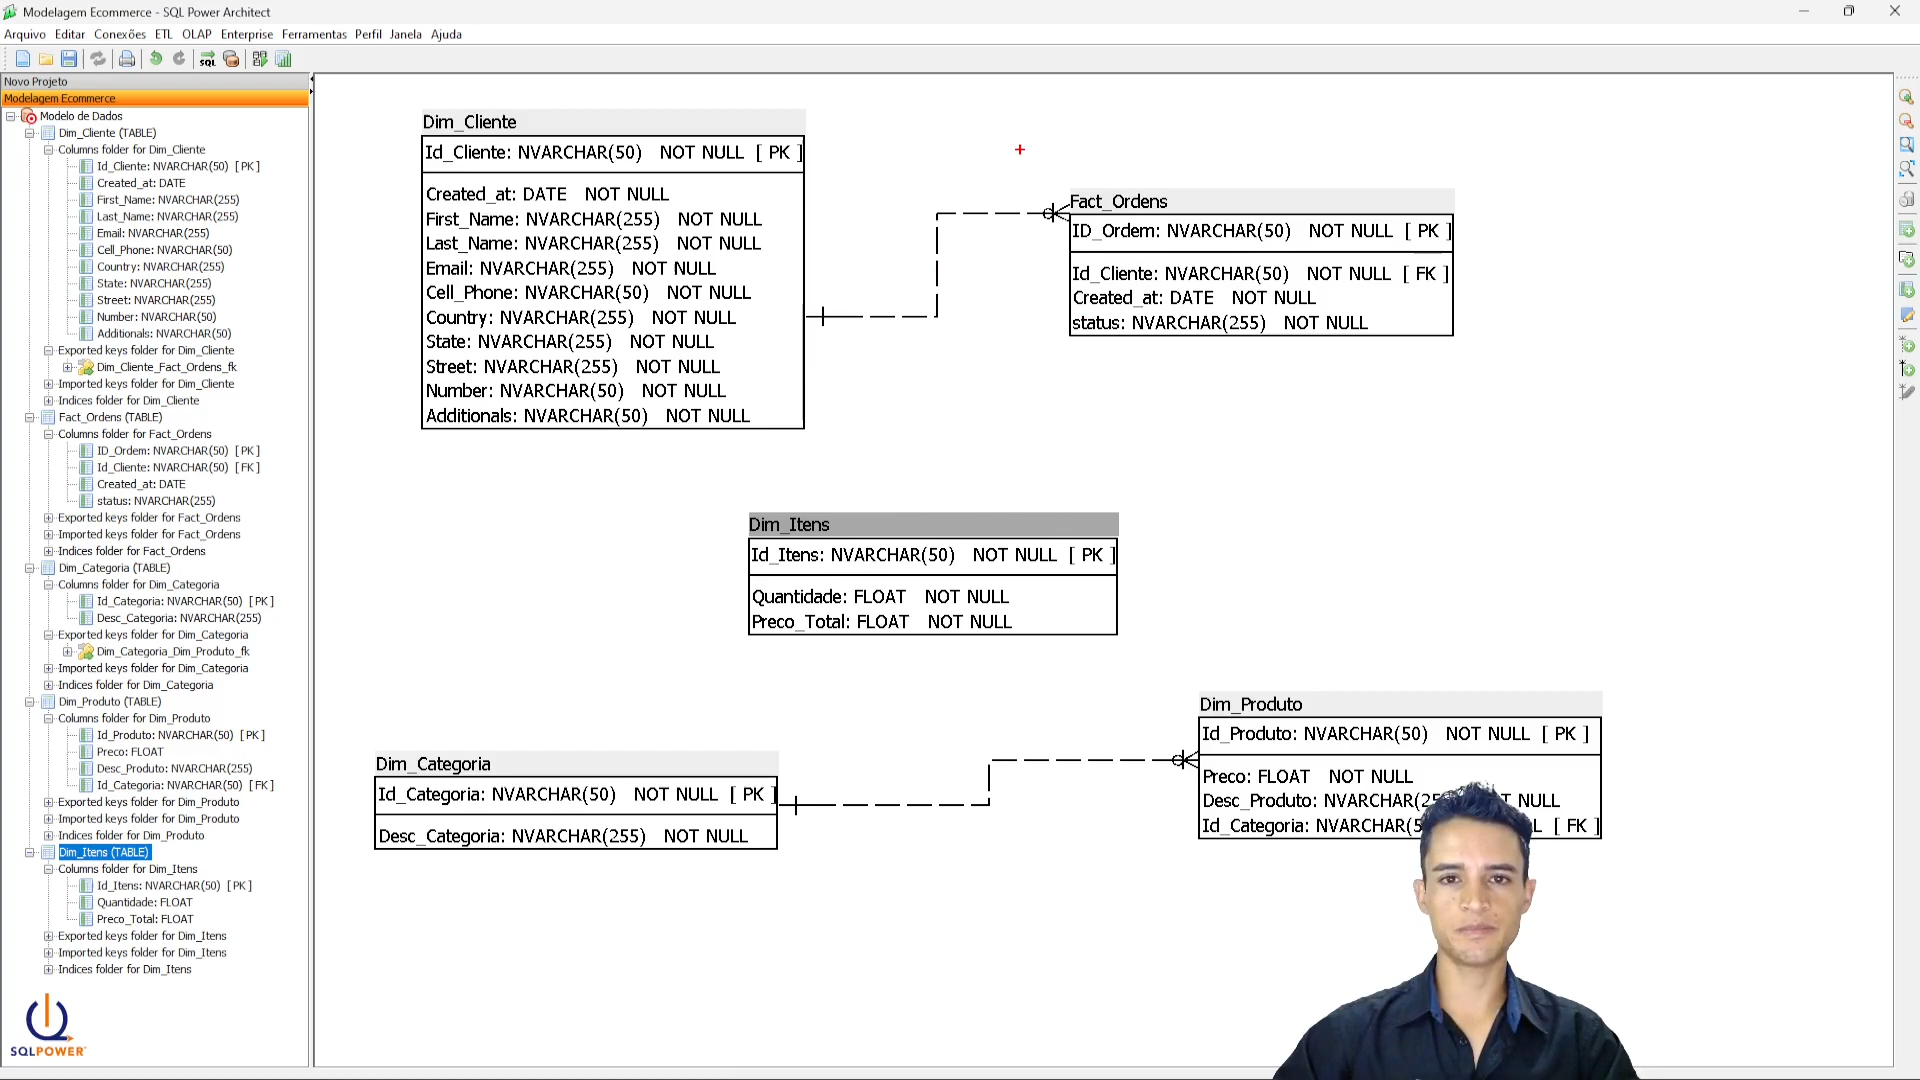 Modelagem Ecommerce - SQL Power Architect
Arquivo Editar Conexões ETL OLAP Enterprise Ferramentas Perfil Janela Ajuda
SQL
Novo Projeto
Modelagem Ecommerce
Modelo de Dados
Dim_Cliente (TABLE)
Columns folder for Dim_Cliente
Id_Cliente: NVARCHAR(50) [ PK ]
Created_at: DATE
First_Name: NVARCHAR(255)
Last_Name: NVARCHAR(255)
Email: NVARCHAR(255)
Cell_Phone: NVARCHAR(50)
Country: NVARCHAR(255)
State: NVARCHAR(255)
Street: NVARCHAR(255)
Number: NVARCHAR(50)
Additionals: NVARCHAR(50)
Exported keys folder for Dim_Cliente
Dim_Cliente_Fact_Ordens_fk
Imported keys folder for Dim_Cliente
Indices folder for Dim_Cliente
Fact_Ordens (TABLE)
Columns folder for Fact_Ordens
ID_Ordem: NVARCHAR(50) [ PK ]
Id_Cliente: NVARCHAR(50) [ FK ]
Created_at: DATE
status: NVARCHAR(255)
Exported keys folder for Fact_Ordens
Imported keys folder for Fact_Ordens
Indices folder for Fact_Ordens
Dim_Categoria (TABLE)
Columns folder for Dim_Categoria
Id_Categoria: NVARCHAR(50) [ PK ]
Desc_Categoria: NVARCHAR(255)
Exported keys folder for Dim_Categoria
Dim_Categoria_Dim_Produto_fk
Imported keys folder for Dim_Categoria
Indices folder for Dim_Categoria
Dim_Produto (TABLE)
Columns folder for Dim_Produto
Id_Produto: NVARCHAR(50) [ PK ]
Preco: FLOAT
Desc_Produto: NVARCHAR(255)
Id_Categoria: NVARCHAR(50) [ FK ]
Exported keys folder for Dim_Produto
Imported keys folder for Dim_Produto
Indices folder for Dim_Produto
Dim_Itens (TABLE)
Columns folder for Dim_Itens
Id_Itens: NVARCHAR(50) [ PK ]
Quantidade: FLOAT
Preco_Total: FLOAT
Exported keys folder for Dim_Itens
Imported keys folder for Dim_Itens
Indices folder for Dim_Itens
SQLPOWER
Dim_Cliente
Id_Cliente: NVARCHAR(50) NOT NULL [ PK ]
Created_at: DATE NOT NULL
First_Name: NVARCHAR(255) NOT NULL
Last_Name: NVARCHAR(255) NOT NULL
Email: NVARCHAR(255) NOT NULL
Cell_Phone: NVARCHAR(50) NOT NULL
Country: NVARCHAR(255) NOT NULL
State: NVARCHAR(255) NOT NULL
Street: NVARCHAR(255) NOT NULL
Number: NVARCHAR(50) NOT NULL
Additionals: NVARCHAR(50) NOT NULL
Fact_Ordens
ID_Ordem: NVARCHAR(50) NOT NULL [ PK ]
Id_Cliente: NVARCHAR(50) NOT NULL [ FK ]
Created_at: DATE NOT NULL
status: NVARCHAR(255) NOT NULL
Dim_Itens
Id_Itens: NVARCHAR(50) NOT NULL [ PK ]
Quantidade: FLOAT NOT NULL
Preco_Total: FLOAT NOT NULL
Dim_Categoria
Id_Categoria: NVARCHAR(50) NOT NULL [ PK ]
Desc_Categoria: NVARCHAR(255) NOT NULL
Dim_Produto
Id_Produto: NVARCHAR(50) NOT NULL [ PK ]
Preco: FLOAT NOT NULL
Desc_Produto: NULL
Id_Categoria: [ FK ]